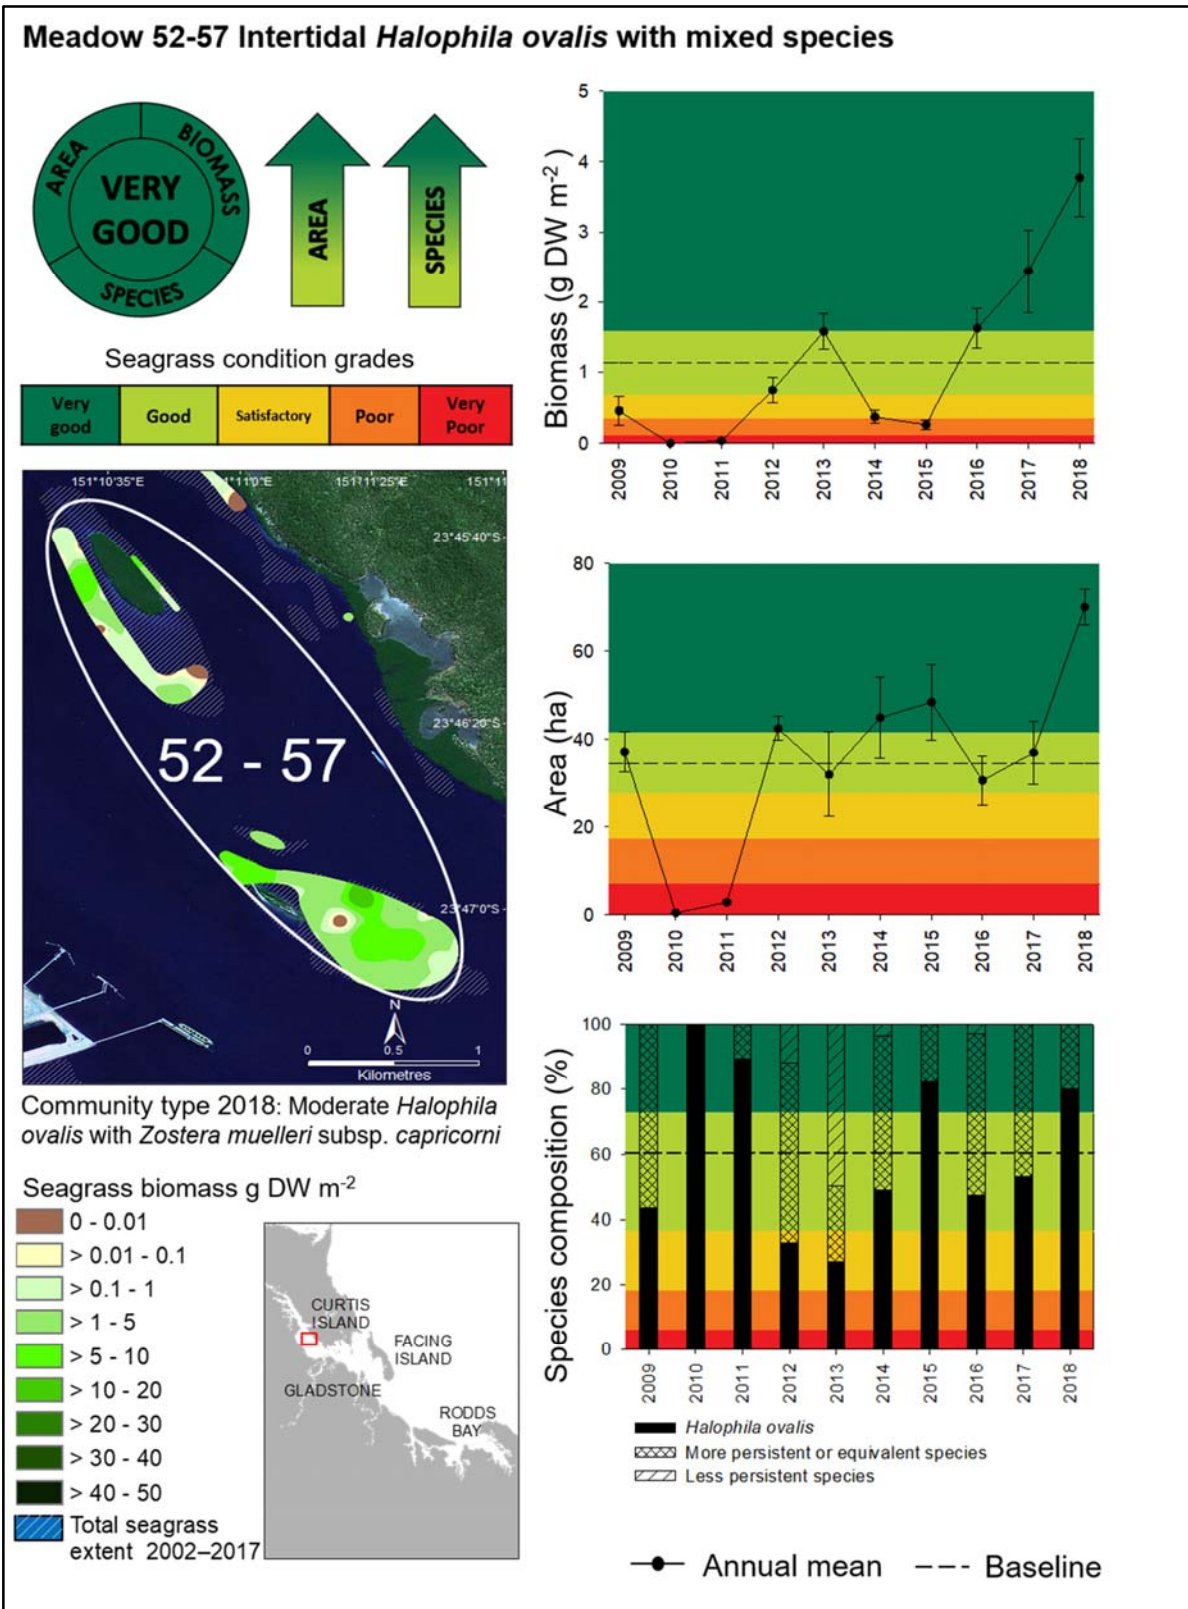 Meadow 52-57 Intertidal Halophila ovalis with mixed species
AREA
BIOMASS
VERY
GOOD
SPECIES
AREA
SPECIES
Seagrass condition grades
Very good
Good
Satisfactory
Poor
Very Poor
151°10'35"E
151°11'25"E
23°45'40"S
23°46'20"S
52 - 57
23°47'0"S
N
0 0.5 1
Kilometres
Community type 2018: Moderate Halophila
ovalis with Zostera muelleri subsp. capricorni
Seagrass biomass g DW m-2
0 - 0.01
> 0.01 - 0.1
> 0.1 - 1
> 1 - 5
> 5 - 10
> 10 - 20
> 20 - 30
> 30 - 40
> 40 - 50
Total seagrass
extent 2002–2017
CURTIS
ISLAND
FACING
ISLAND
GLADSTONE
RODDS
BAY
Biomass (g DW m-2 )
5
4
3
2
1
0
2009 2010 2011 2012 2013 2014 2015 2016 2017 2018
Area (ha)
80
60
40
20
0
2009 2010 2011 2012 2013 2014 2015 2016 2017 2018
Species composition (%)
100
80
60
40
20
0
2009 2010 2011 2012 2013 2014 2015 2016 2017 2018
Halophila ovalis
More persistent or equivalent species
Less persistent species
Annual mean
Baseline